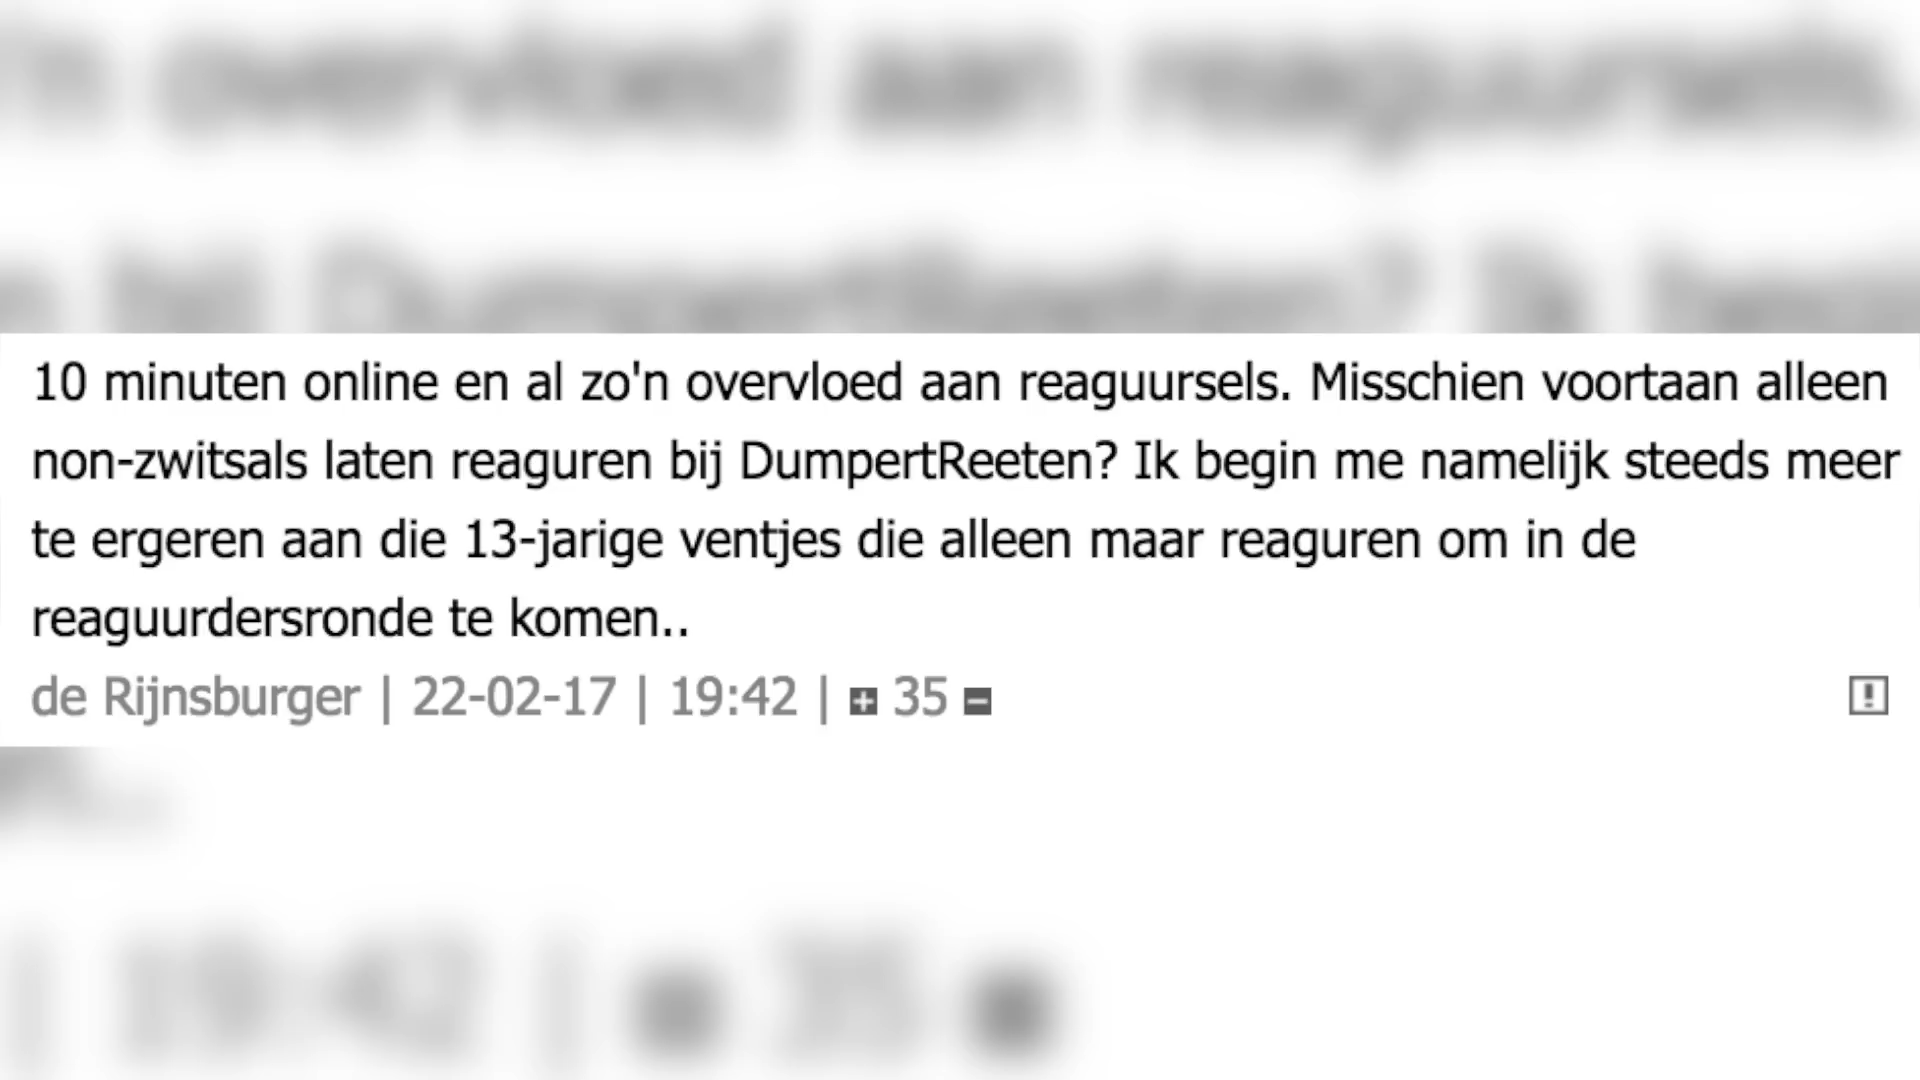 10 minuten online en al zo'n overvloed aan reaguursels. Misschien voortaan alleen
non-zwitsals laten reaguren bij DumpertReeten? Ik begin me namelijk steeds meer
te ergeren aan die 13-jarige ventjes die alleen maar reaguren om in de
reaguurdersronde te komen..
de Rijnsburger | 22-02-17 | 19:42 | + 35 −